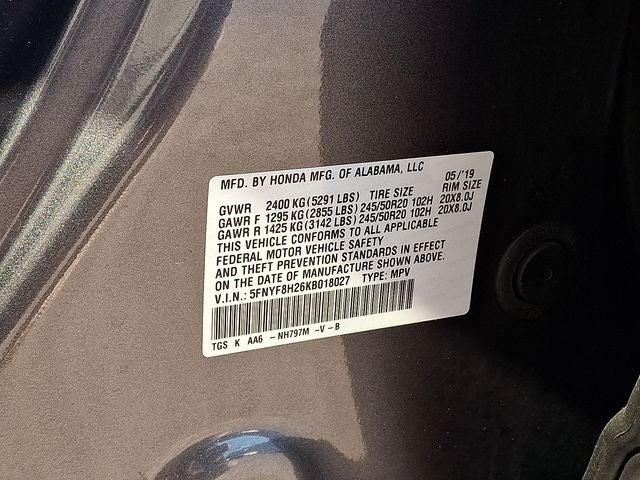 MFD. BY HONDA MFG. OF ALABAMA, LLC 05/'19
GVWR 2400 KG(5291 LBS) TIRE SIZE RIM SIZE
GAWR F 1295 KG(2855 LBS) 245/50R20 102H 20X8.0J
GAWR R 1425 KG(3142 LBS) 245/50R20 102H 20X8.0J
THIS VEHICLE CONFORMS TO ALL APPLICABLE
FEDERAL MOTOR VEHICLE SAFETY
AND THEFT PREVENTION STANDARDS IN EFFECT
ON THE DATE OF MANUFACTURE SHOWN ABOVE.
V.I.N.: 5FNYF8H26KB018027 TYPE: MPV
TGS K AA6 -NH797M -V-B